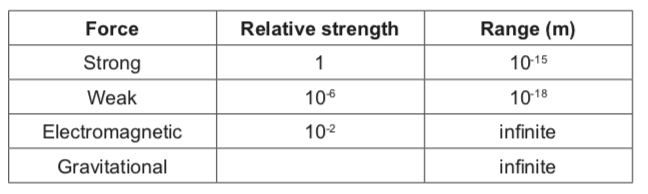 Force Relative strength Range (m)
Strong 1 10⁻¹⁵
Weak 10⁻⁶ 10⁻¹⁸
Electromagnetic 10⁻² infinite
Gravitational infinite